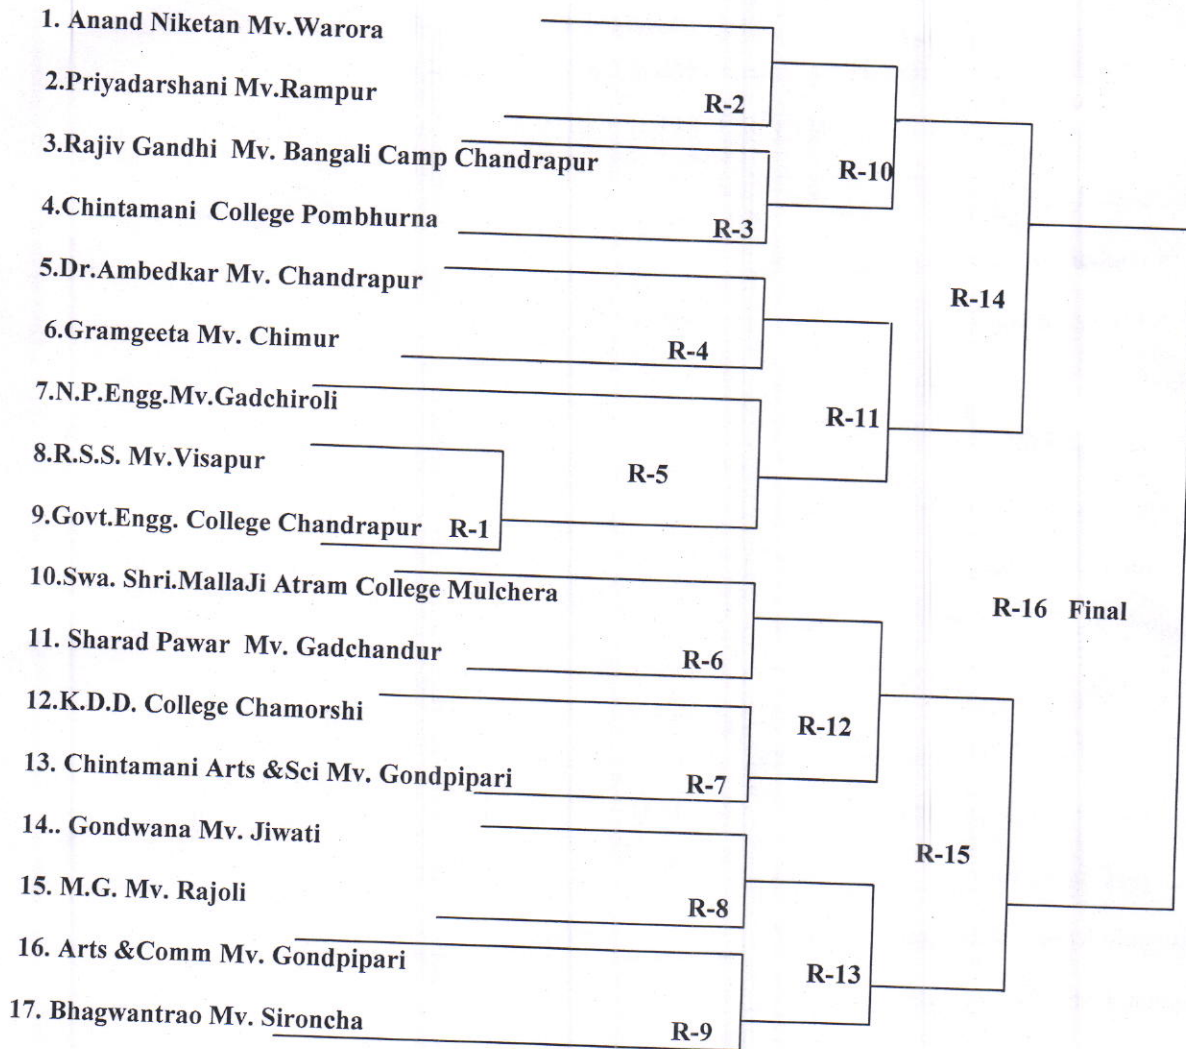 1. Anand Niketan Mv.Warora
2.Priyadarshani Mv.Rampur
R-2
3.Rajiv Gandhi Mv. Bangali Camp Chandrapur
R-10
4.Chintamani College Pombhurna
R-3
5.Dr.Ambedkar Mv. Chandrapur
R-14
6.Gramgeeta Mv. Chimur
R-4
7.N.P.Engg.Mv.Gadchiroli
R-11
8.R.S.S. Mv.Visapur
R-5
9.Govt.Engg. College Chandrapur R-1
10.Swa. Shri.MallaJi Atram College Mulchera
R-16 Final
11. Sharad Pawar Mv. Gadchandur
R-6
12.K.D.D. College Chamorshi
R-12
13. Chintamani Arts &Sci Mv. Gondpipari
R-7
14.. Gondwana Mv. Jiwati
R-15
15. M.G. Mv. Rajoli
R-8
16. Arts &Comm Mv. Gondpipari
R-13
17. Bhagwantrao Mv. Sironcha
R-9